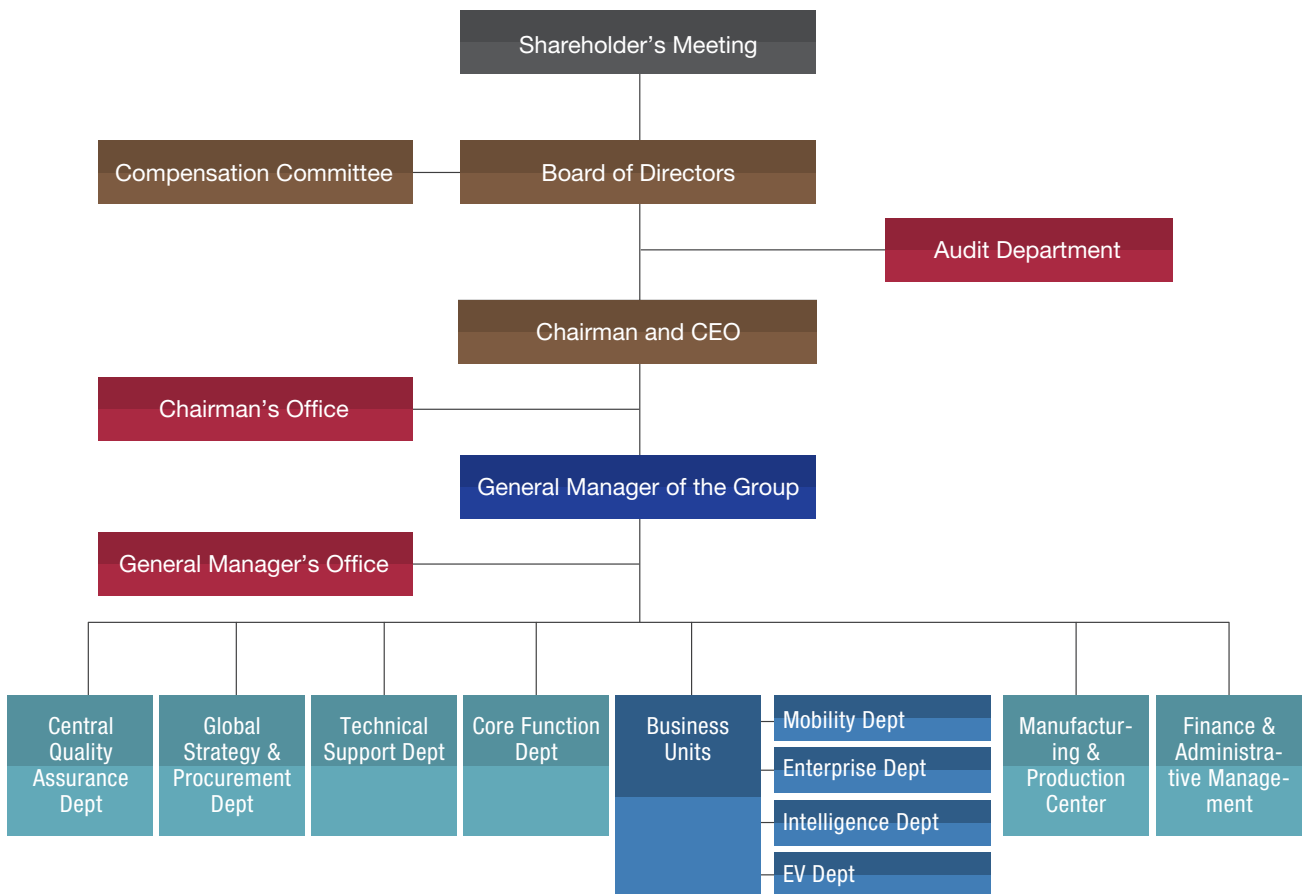 Shareholder’s Meeting
Compensation Committee
Board of Directors
Audit Department
Chairman and CEO
Chairman’s Office
General Manager of the Group
General Manager’s Office
Central
Quality
Assurance
Dept
Global
Strategy &
Procurement
Dept
Technical
Support Dept
Core Function
Dept
Business
Units
Mobility Dept
Enterprise Dept
Intelligence Dept
EV Dept
Manufactur-
ing &
Production
Center
Finance &
Administra-
tive Manage-
ment